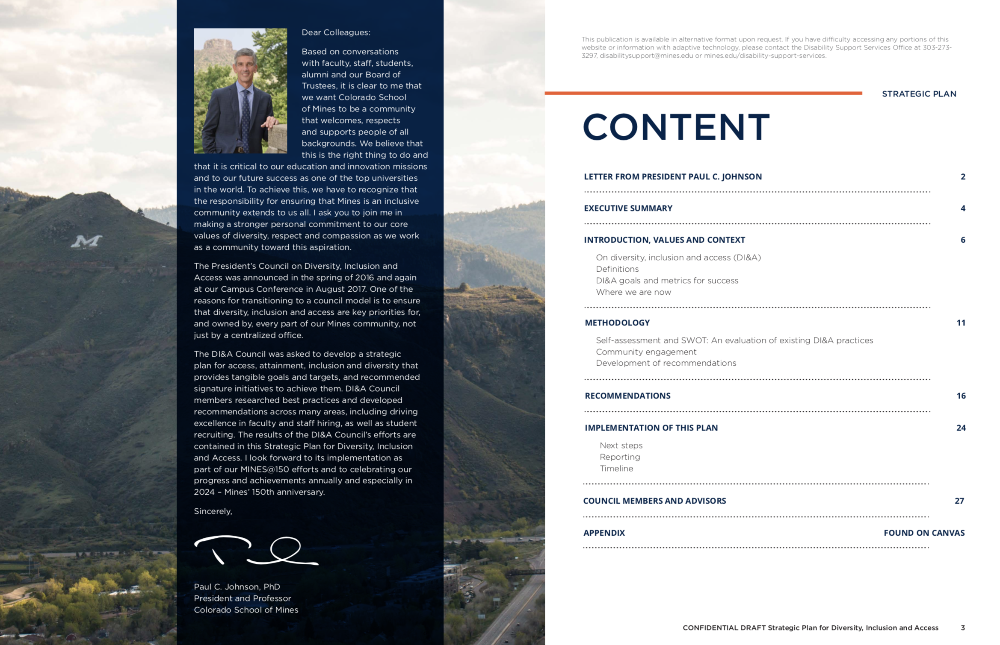 M
Dear Colleagues:
Based on conversations
with faculty, staff, students,
alumni and our Board of
Trustees, it is clear to me that
we want Colorado School
of Mines to be a community
that welcomes, respects
and supports people of all
backgrounds. We believe that
this is the right thing to do and
that it is critical to our education and innovation missions
and to our future success as one of the top universities
in the world. To achieve this, we have to recognize that
the responsibility for ensuring that Mines is an inclusive
community extends to us all. I ask you to join me in
making a stronger personal commitment to our core
values of diversity, respect and compassion as we work
as a community toward this aspiration.
The President’s Council on Diversity, Inclusion and
Access was announced in the spring of 2016 and again
at our Campus Conference in August 2017. One of the
reasons for transitioning to a council model is to ensure
that diversity, inclusion and access are key priorities for,
and owned by, every part of our Mines community, not
just by a centralized office.
The DI&A Council was asked to develop a strategic
plan for access, attainment, inclusion and diversity that
provides tangible goals and targets, and recommended
signature initiatives to achieve them. DI&A Council
members researched best practices and developed
recommendations across many areas, including driving
excellence in faculty and staff hiring, as well as student
recruiting. The results of the DI&A Council’s efforts are
contained in this Strategic Plan for Diversity, Inclusion
and Access. I look forward to its implementation as
part of our MINES@150 efforts and to celebrating our
progress and achievements annually and especially in
2024 – Mines’ 150th anniversary.
Sincerely,
Paul C. Johnson, PhD
President and Professor
Colorado School of Mines
This publication is available in alternative format upon request. If you have difficulty accessing any portions of this
website or information with adaptive technology, please contact the Disability Support Services Office at 303-273-
3297, disabilitysupport@mines.edu or mines.edu/disability-support-services.
STRATEGIC PLAN
CONTENT
LETTER FROM PRESIDENT PAUL C. JOHNSON 2
EXECUTIVE SUMMARY 4
INTRODUCTION, VALUES AND CONTEXT 6
On diversity, inclusion and access (DI&A)
Definitions
DI&A goals and metrics for success
Where we are now
METHODOLOGY 11
Self-assessment and SWOT: An evaluation of existing DI&A practices
Community engagement
Development of recommendations
RECOMMENDATIONS 16
IMPLEMENTATION OF THIS PLAN 24
Next steps
Reporting
Timeline
COUNCIL MEMBERS AND ADVISORS 27
APPENDIX FOUND ON CANVAS
CONFIDENTIAL DRAFT Strategic Plan for Diversity, Inclusion and Access 3